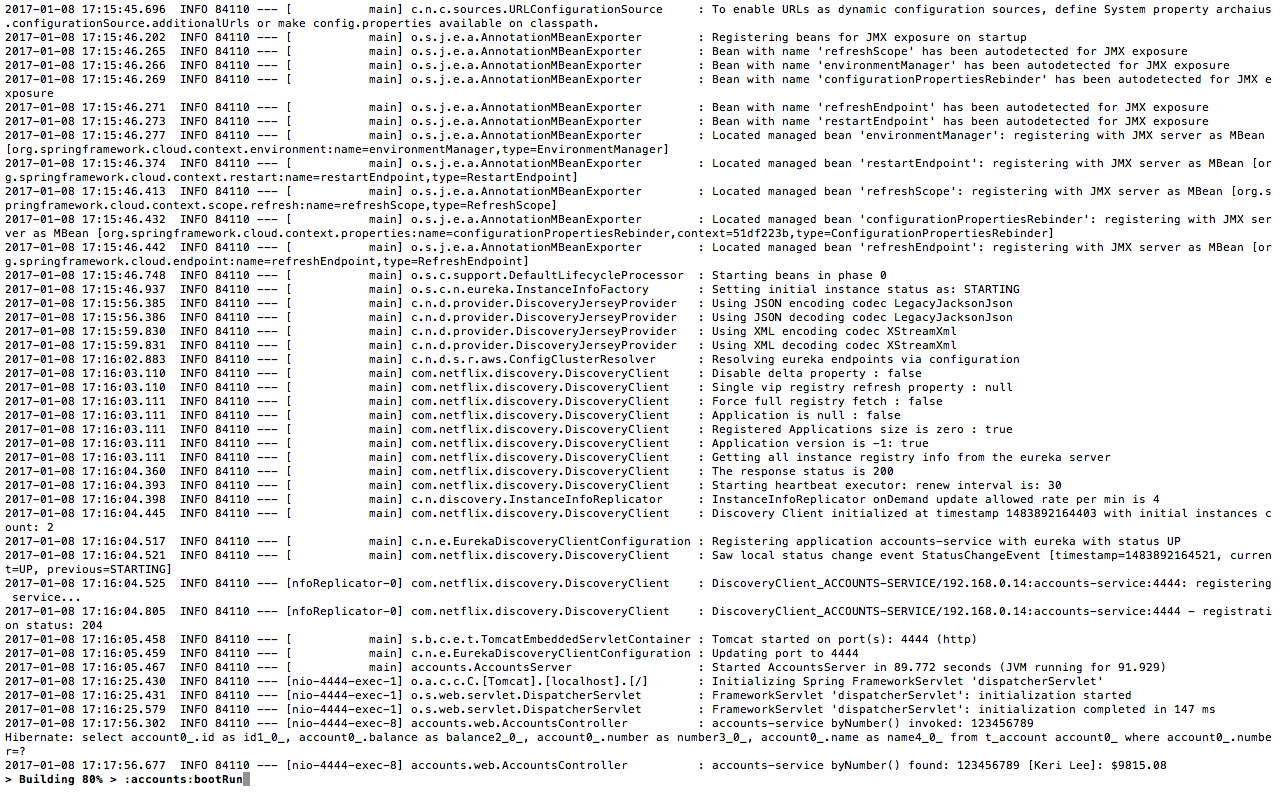 2017-01-08 17:15:45.696  INFO 84110 --- [           main] c.n.c.sources.URLConfigurationSource     : To enable URLs as dynamic configuration sources, define System property archaius
.configurationSource.additionalUrls or make config.properties available on classpath.
2017-01-08 17:15:46.202  INFO 84110 --- [           main] o.s.j.e.a.AnnotationMBeanExporter        : Registering beans for JMX exposure on startup
2017-01-08 17:15:46.265  INFO 84110 --- [           main] o.s.j.e.a.AnnotationMBeanExporter        : Bean with name 'refreshScope' has been autodetected for JMX exposure
2017-01-08 17:15:46.266  INFO 84110 --- [           main] o.s.j.e.a.AnnotationMBeanExporter        : Bean with name 'environmentManager' has been autodetected for JMX exposure
2017-01-08 17:15:46.269  INFO 84110 --- [           main] o.s.j.e.a.AnnotationMBeanExporter        : Bean with name 'configurationPropertiesRebinder' has been autodetected for JMX e
xposure
2017-01-08 17:15:46.271  INFO 84110 --- [           main] o.s.j.e.a.AnnotationMBeanExporter        : Bean with name 'refreshEndpoint' has been autodetected for JMX exposure
2017-01-08 17:15:46.273  INFO 84110 --- [           main] o.s.j.e.a.AnnotationMBeanExporter        : Bean with name 'restartEndpoint' has been autodetected for JMX exposure
2017-01-08 17:15:46.277  INFO 84110 --- [           main] o.s.j.e.a.AnnotationMBeanExporter        : Located managed bean 'environmentManager': registering with JMX server as MBean
[org.springframework.cloud.context.environment:name=environmentManager,type=EnvironmentManager]
2017-01-08 17:15:46.374  INFO 84110 --- [           main] o.s.j.e.a.AnnotationMBeanExporter        : Located managed bean 'restartEndpoint': registering with JMX server as MBean [or
g.springframework.cloud.context.restart:name=restartEndpoint,type=RestartEndpoint]
2017-01-08 17:15:46.413  INFO 84110 --- [           main] o.s.j.e.a.AnnotationMBeanExporter        : Located managed bean 'refreshScope': registering with JMX server as MBean [org.s
pringframework.cloud.context.scope.refresh:name=refreshScope,type=RefreshScope]
2017-01-08 17:15:46.432  INFO 84110 --- [           main] o.s.j.e.a.AnnotationMBeanExporter        : Located managed bean 'configurationPropertiesRebinder': registering with JMX ser
ver as MBean [org.springframework.cloud.context.properties:name=configurationPropertiesRebinder,context=51df223b,type=ConfigurationPropertiesRebinder]
2017-01-08 17:15:46.442  INFO 84110 --- [           main] o.s.j.e.a.AnnotationMBeanExporter        : Located managed bean 'refreshEndpoint': registering with JMX server as MBean [or
g.springframework.cloud.endpoint:name=refreshEndpoint,type=RefreshEndpoint]
2017-01-08 17:15:46.748  INFO 84110 --- [           main] o.s.c.support.DefaultLifecycleProcessor  : Starting beans in phase 0
2017-01-08 17:15:46.937  INFO 84110 --- [           main] o.s.c.n.eureka.InstanceInfoFactory       : Setting initial instance status as: STARTING
2017-01-08 17:15:56.385  INFO 84110 --- [           main] c.n.d.provider.DiscoveryJerseyProvider   : Using JSON encoding codec LegacyJacksonJson
2017-01-08 17:15:56.386  INFO 84110 --- [           main] c.n.d.provider.DiscoveryJerseyProvider   : Using JSON decoding codec LegacyJacksonJson
2017-01-08 17:15:59.830  INFO 84110 --- [           main] c.n.d.provider.DiscoveryJerseyProvider   : Using XML encoding codec XStreamXml
2017-01-08 17:15:59.831  INFO 84110 --- [           main] c.n.d.provider.DiscoveryJerseyProvider   : Using XML decoding codec XStreamXml
2017-01-08 17:16:02.883  INFO 84110 --- [           main] c.n.d.s.r.aws.ConfigClusterResolver      : Resolving eureka endpoints via configuration
2017-01-08 17:16:03.110  INFO 84110 --- [           main] com.netflix.discovery.DiscoveryClient    : Disable delta property : false
2017-01-08 17:16:03.110  INFO 84110 --- [           main] com.netflix.discovery.DiscoveryClient    : Single vip registry refresh property : null
2017-01-08 17:16:03.111  INFO 84110 --- [           main] com.netflix.discovery.DiscoveryClient    : Force full registry fetch : false
2017-01-08 17:16:03.111  INFO 84110 --- [           main] com.netflix.discovery.DiscoveryClient    : Application is null : false
2017-01-08 17:16:03.111  INFO 84110 --- [           main] com.netflix.discovery.DiscoveryClient    : Registered Applications size is zero : true
2017-01-08 17:16:03.111  INFO 84110 --- [           main] com.netflix.discovery.DiscoveryClient    : Application version is -1: true
2017-01-08 17:16:03.111  INFO 84110 --- [           main] com.netflix.discovery.DiscoveryClient    : Getting all instance registry info from the eureka server
2017-01-08 17:16:04.360  INFO 84110 --- [           main] com.netflix.discovery.DiscoveryClient    : The response status is 200
2017-01-08 17:16:04.393  INFO 84110 --- [           main] com.netflix.discovery.DiscoveryClient    : Starting heartbeat executor: renew interval is: 30
2017-01-08 17:16:04.398  INFO 84110 --- [           main] c.n.discovery.InstanceInfoReplicator     : InstanceInfoReplicator onDemand update allowed rate per min is 4
2017-01-08 17:16:04.445  INFO 84110 --- [           main] com.netflix.discovery.DiscoveryClient    : Discovery Client initialized at timestamp 1483892164403 with initial instances c
ount: 2
2017-01-08 17:16:04.517  INFO 84110 --- [           main] c.n.e.EurekaDiscoveryClientConfiguration : Registering application accounts-service with eureka with status UP
2017-01-08 17:16:04.521  INFO 84110 --- [           main] com.netflix.discovery.DiscoveryClient    : Saw local status change event StatusChangeEvent [timestamp=1483892164521, curren
t=UP, previous=STARTING]
2017-01-08 17:16:04.525  INFO 84110 --- [nfoReplicator-0] com.netflix.discovery.DiscoveryClient    : DiscoveryClient_ACCOUNTS-SERVICE/192.168.0.14:accounts-service:4444: registering
 service...
2017-01-08 17:16:04.805  INFO 84110 --- [nfoReplicator-0] com.netflix.discovery.DiscoveryClient    : DiscoveryClient_ACCOUNTS-SERVICE/192.168.0.14:accounts-service:4444 - registrati
on status: 204
2017-01-08 17:16:05.458  INFO 84110 --- [           main] s.b.c.e.t.TomcatEmbeddedServletContainer : Tomcat started on port(s): 4444 (http)
2017-01-08 17:16:05.459  INFO 84110 --- [           main] c.n.e.EurekaDiscoveryClientConfiguration : Updating port to 4444
2017-01-08 17:16:05.467  INFO 84110 --- [           main] accounts.AccountsServer                  : Started AccountsServer in 89.772 seconds (JVM running for 91.929)
2017-01-08 17:16:25.430  INFO 84110 --- [nio-4444-exec-1] o.a.c.c.C.[Tomcat].[localhost].[/]       : Initializing Spring FrameworkServlet 'dispatcherServlet'
2017-01-08 17:16:25.431  INFO 84110 --- [nio-4444-exec-1] o.s.web.servlet.DispatcherServlet        : FrameworkServlet 'dispatcherServlet': initialization started
2017-01-08 17:16:25.579  INFO 84110 --- [nio-4444-exec-1] o.s.web.servlet.DispatcherServlet        : FrameworkServlet 'dispatcherServlet': initialization completed in 147 ms
2017-01-08 17:17:56.302  INFO 84110 --- [nio-4444-exec-8] accounts.web.AccountsController          : accounts-service byNumber() invoked: 123456789
Hibernate: select account0_.id as id1_0_, account0_.balance as balance2_0_, account0_.number as number3_0_, account0_.name as name4_0_ from t_account account0_ where account0_.numbe
r=?
2017-01-08 17:17:56.677  INFO 84110 --- [nio-4444-exec-8] accounts.web.AccountsController          : accounts-service byNumber() found: 123456789 [Keri Lee]: $9815.08
> Building 80% > :accounts:bootRun